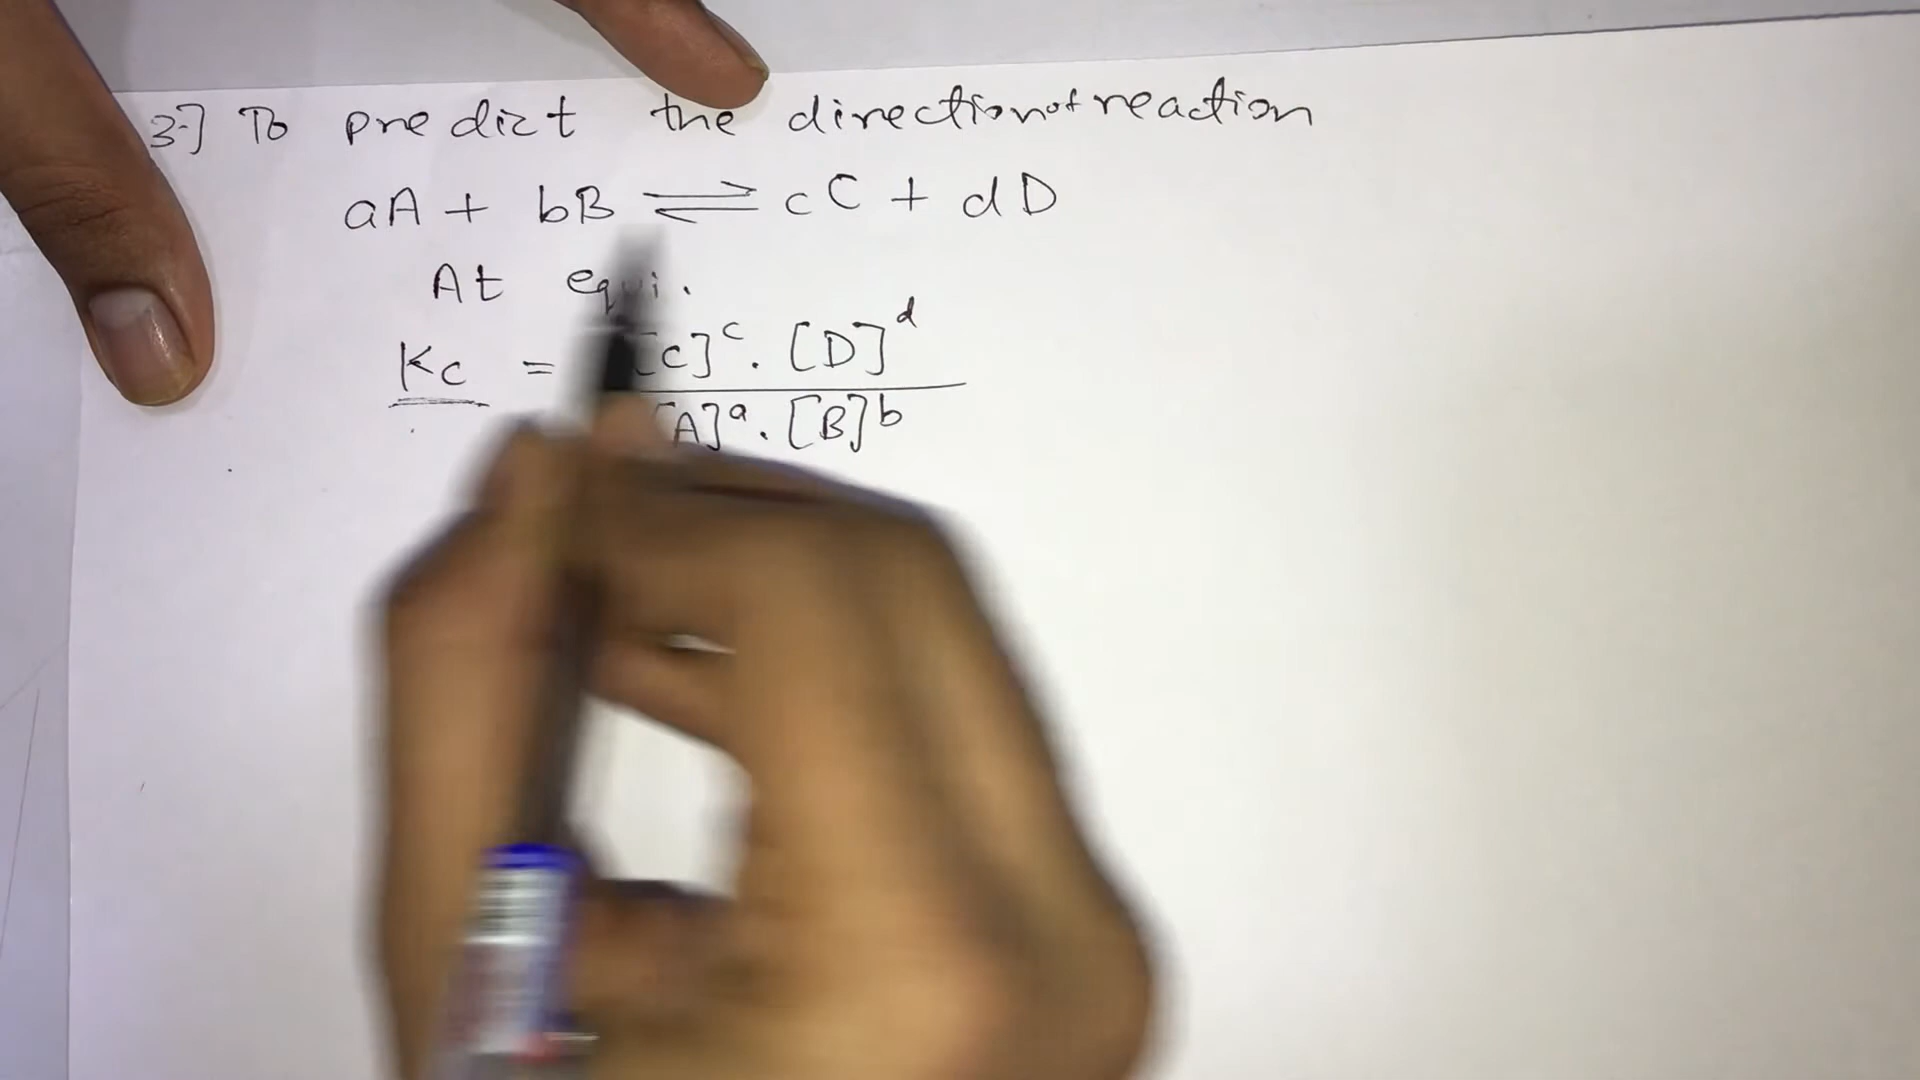 3.] To predict the direction of reaction
aA + bB ⇌ cC + dD
At equi.
Kc = [C]^c . [D]^d
[A]^a . [B]^b